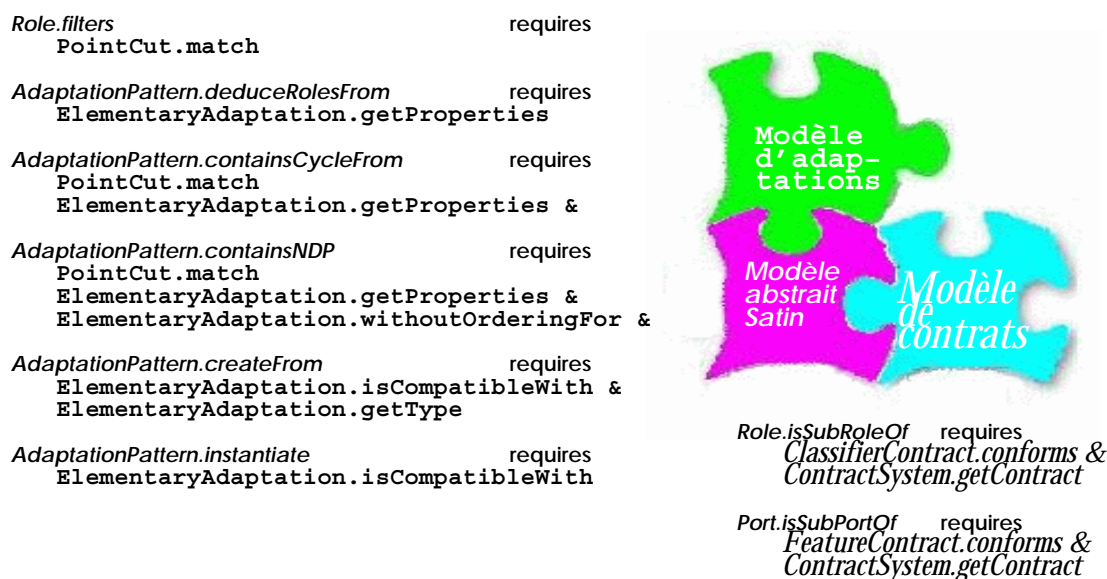 Role.filters requires
PointCut.match
AdaptationPattern.deduceRolesFrom requires
ElementaryAdaptation.getProperties
AdaptationPattern.containsCycleFrom requires
PointCut.match
ElementaryAdaptation.getProperties &
AdaptationPattern.containsNDP requires
PointCut.match
ElementaryAdaptation.getProperties &
ElementaryAdaptation.withoutOrderingFor &
AdaptationPattern.createFrom requires
ElementaryAdaptation.isCompatibleWith &
ElementaryAdaptation.getType
AdaptationPattern.instantiate requires
ElementaryAdaptation.isCompatibleWith
Modèle
d'adap-
tations
Modèle
abstrait
Satin
Modèle
de
contrats
Role.isSubRoleOf requires
ClassifierContract.conforms &
ContractSystem.getContract
Port.isSubPortOf requires
FeatureContract.conforms &
ContractSystem.getContract